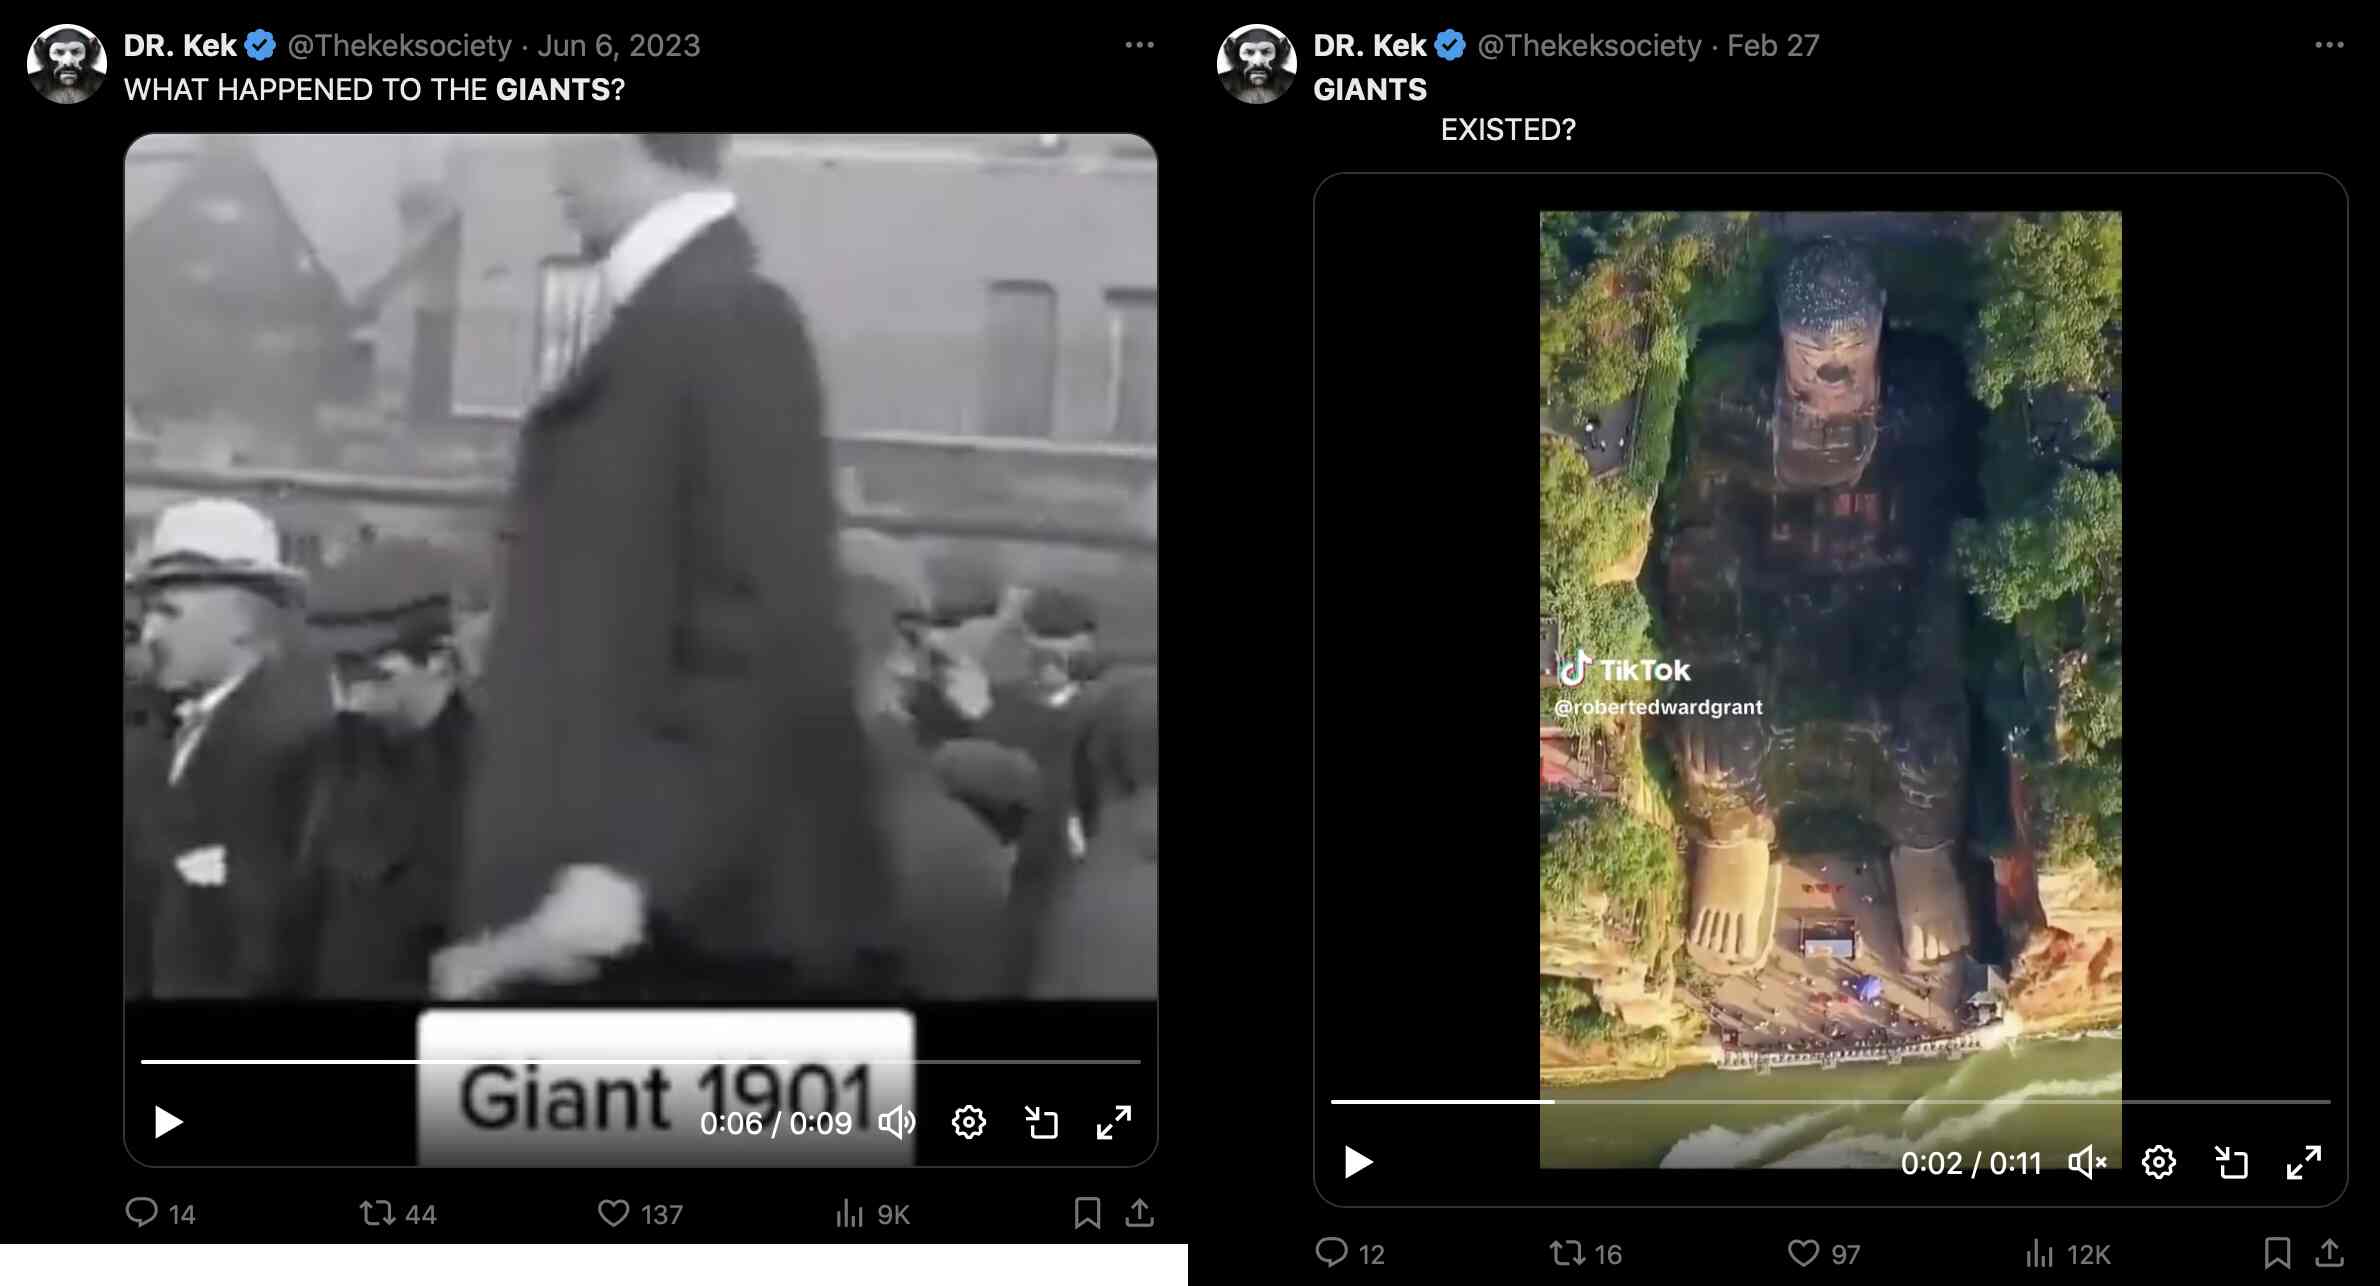 DR. Kek @Thekeksociety · Jun 6, 2023
WHAT HAPPENED TO THE GIANTS?
Giant 1901
0:06 / 0:09
14 44 137 9K
DR. Kek @Thekeksociety · Feb 27
GIANTS
EXISTED?
TikTok
@robertedwardgrant
0:02 / 0:11
12 16 97 12K